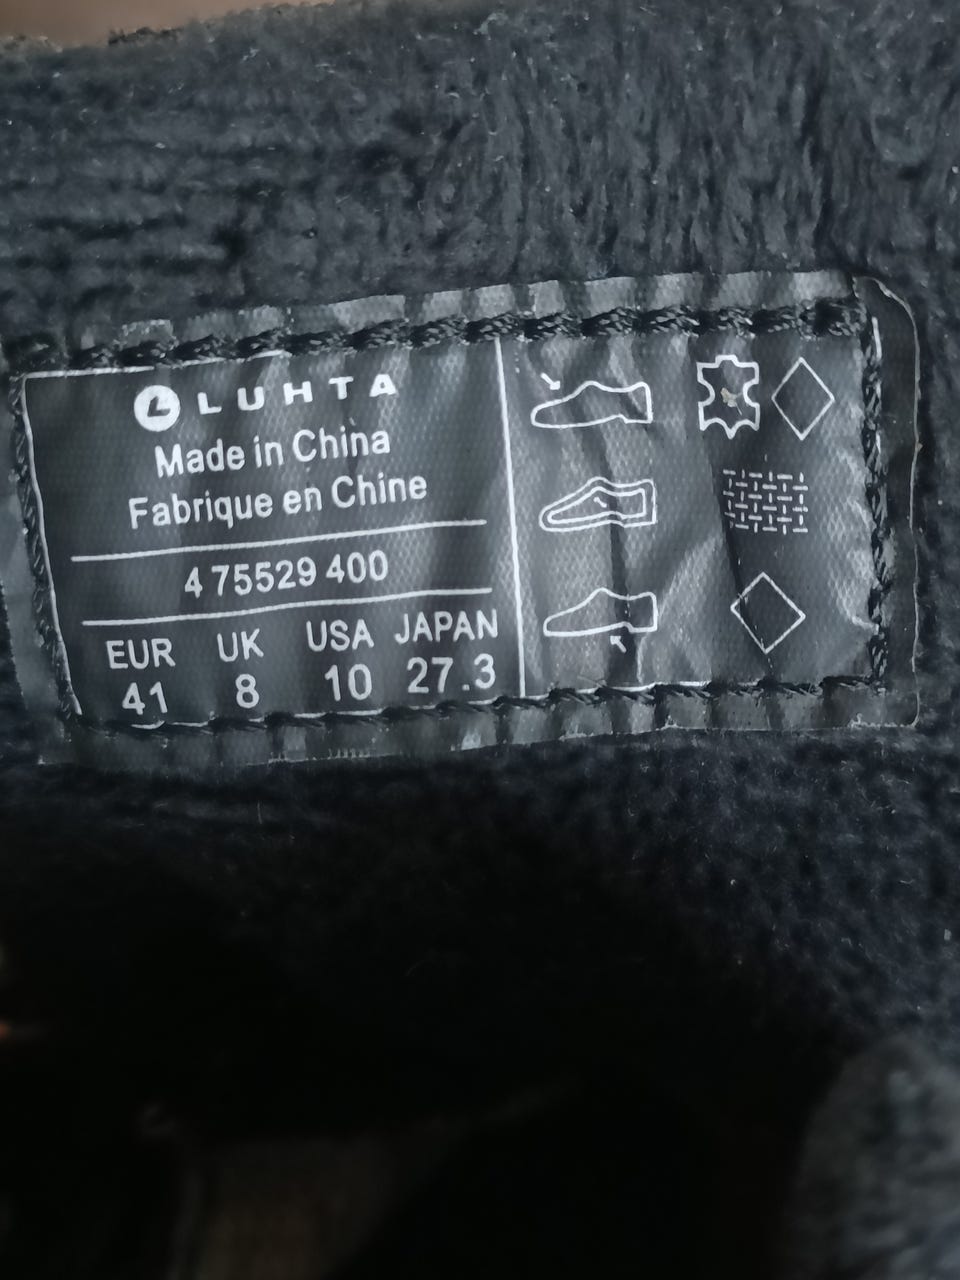 LUHTA
Made in China
Fabrique en Chine
4 75529 400
EUR UK USA JAPAN
41 8 10 27.3